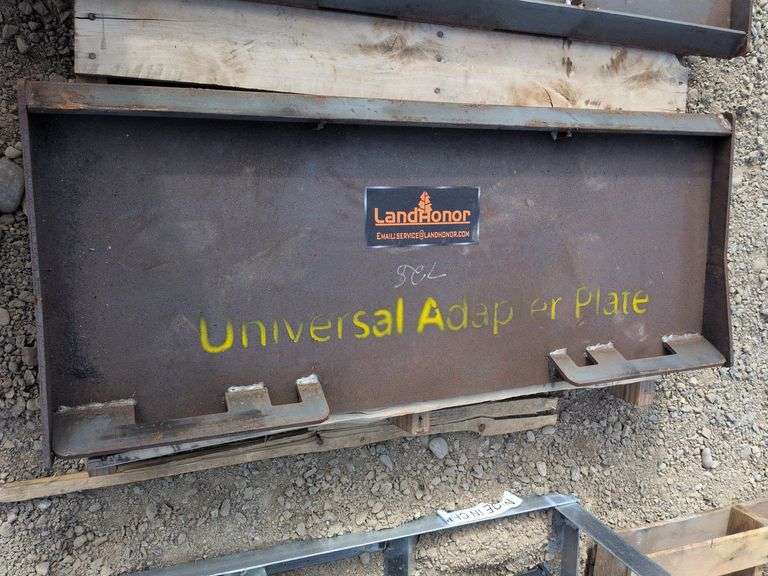 LandHonor
EMAIL: SERVICE@LANDHONOR.COM
Universal Adapter Plate